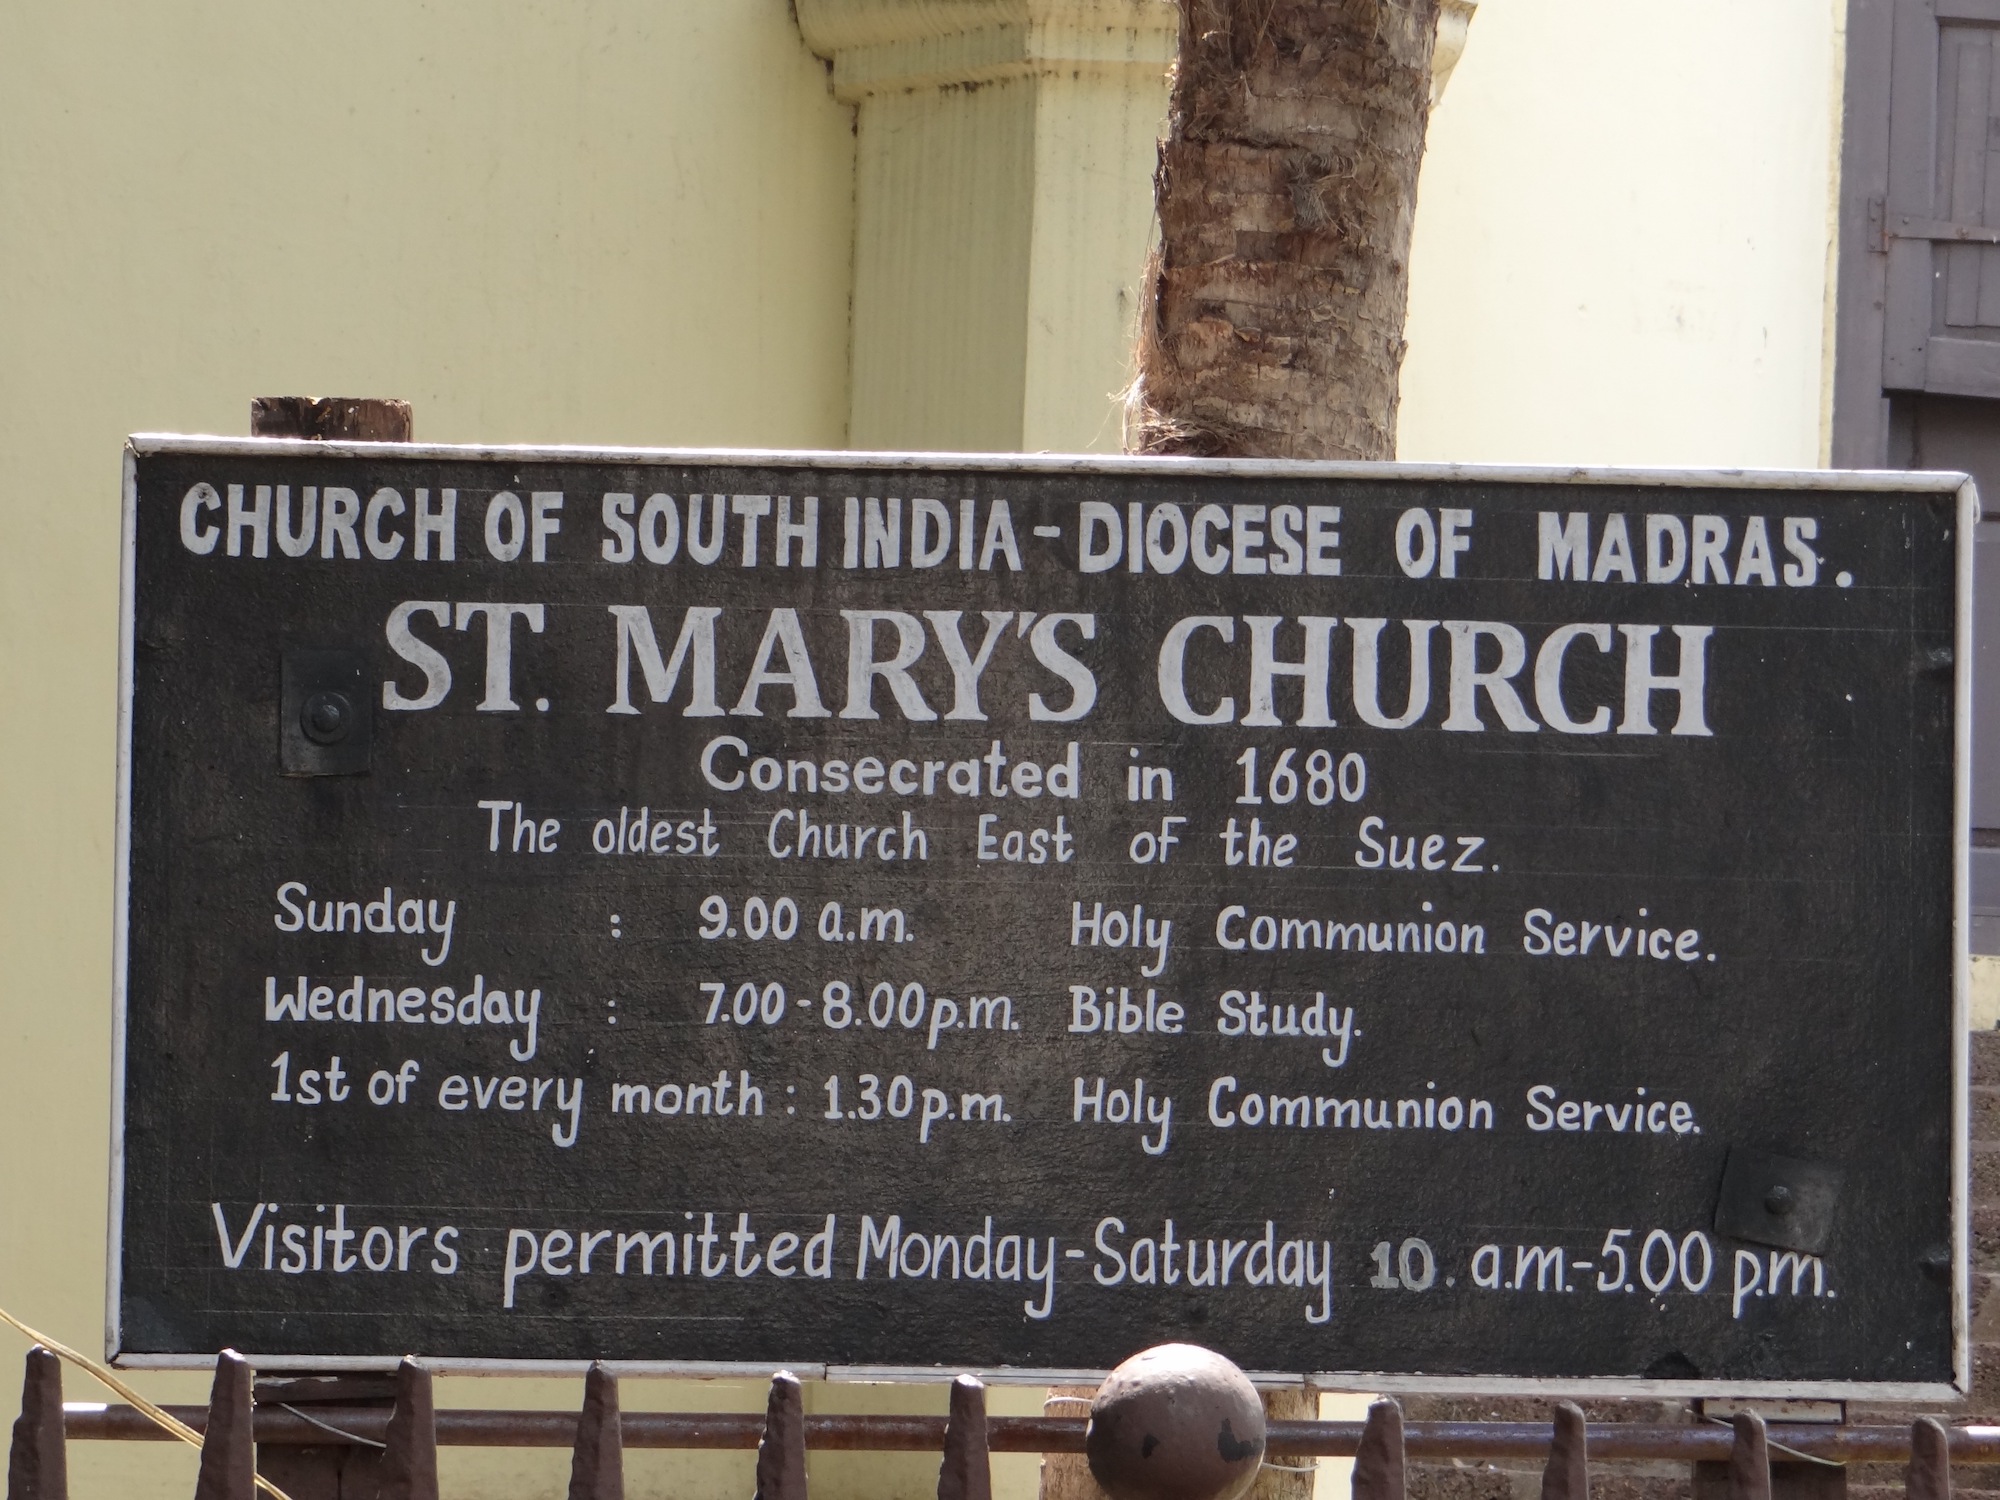 CHURCH OF SOUTH INDIA - DIOCESE OF MADRAS.
ST. MARY'S CHURCH
Consecrated in 1680
The oldest Church East of the Suez.
Sunday : 9.00 a.m. Holy Communion Service.
Wednesday : 7.00 - 8.00 p.m. Bible Study.
1st of every month : 1.30 p.m. Holy Communion Service.
Visitors permitted Monday-Saturday 10. a.m.-5.00 p.m.